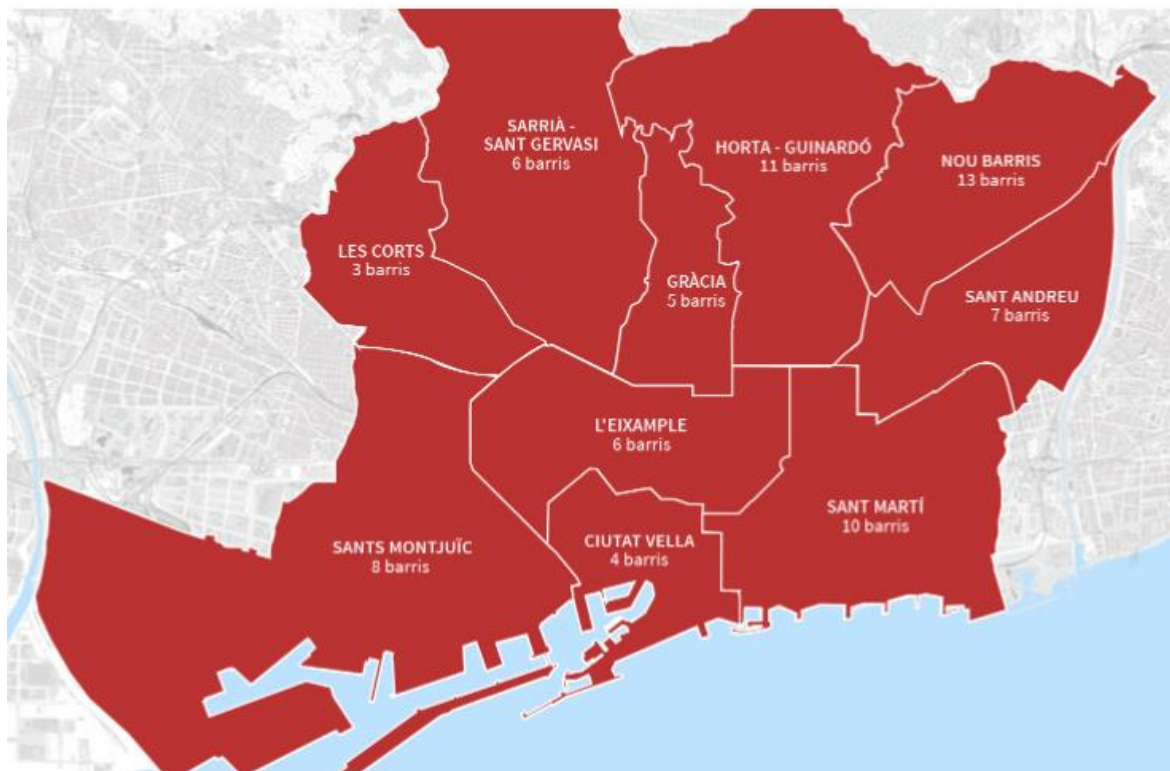 SARRIÀ -
SANT GERVASI
6 barris
HORTA - GUINARDÓ
11 barris
NOU BARRIS
13 barris
LES CORTS
3 barris
GRÀCIA
5 barris
SANT ANDREU
7 barris
L'EIXAMPLE
6 barris
SANT MARTÍ
10 barris
SANTS MONTJUÏC
8 barris
CIUTAT VELLA
4 barris